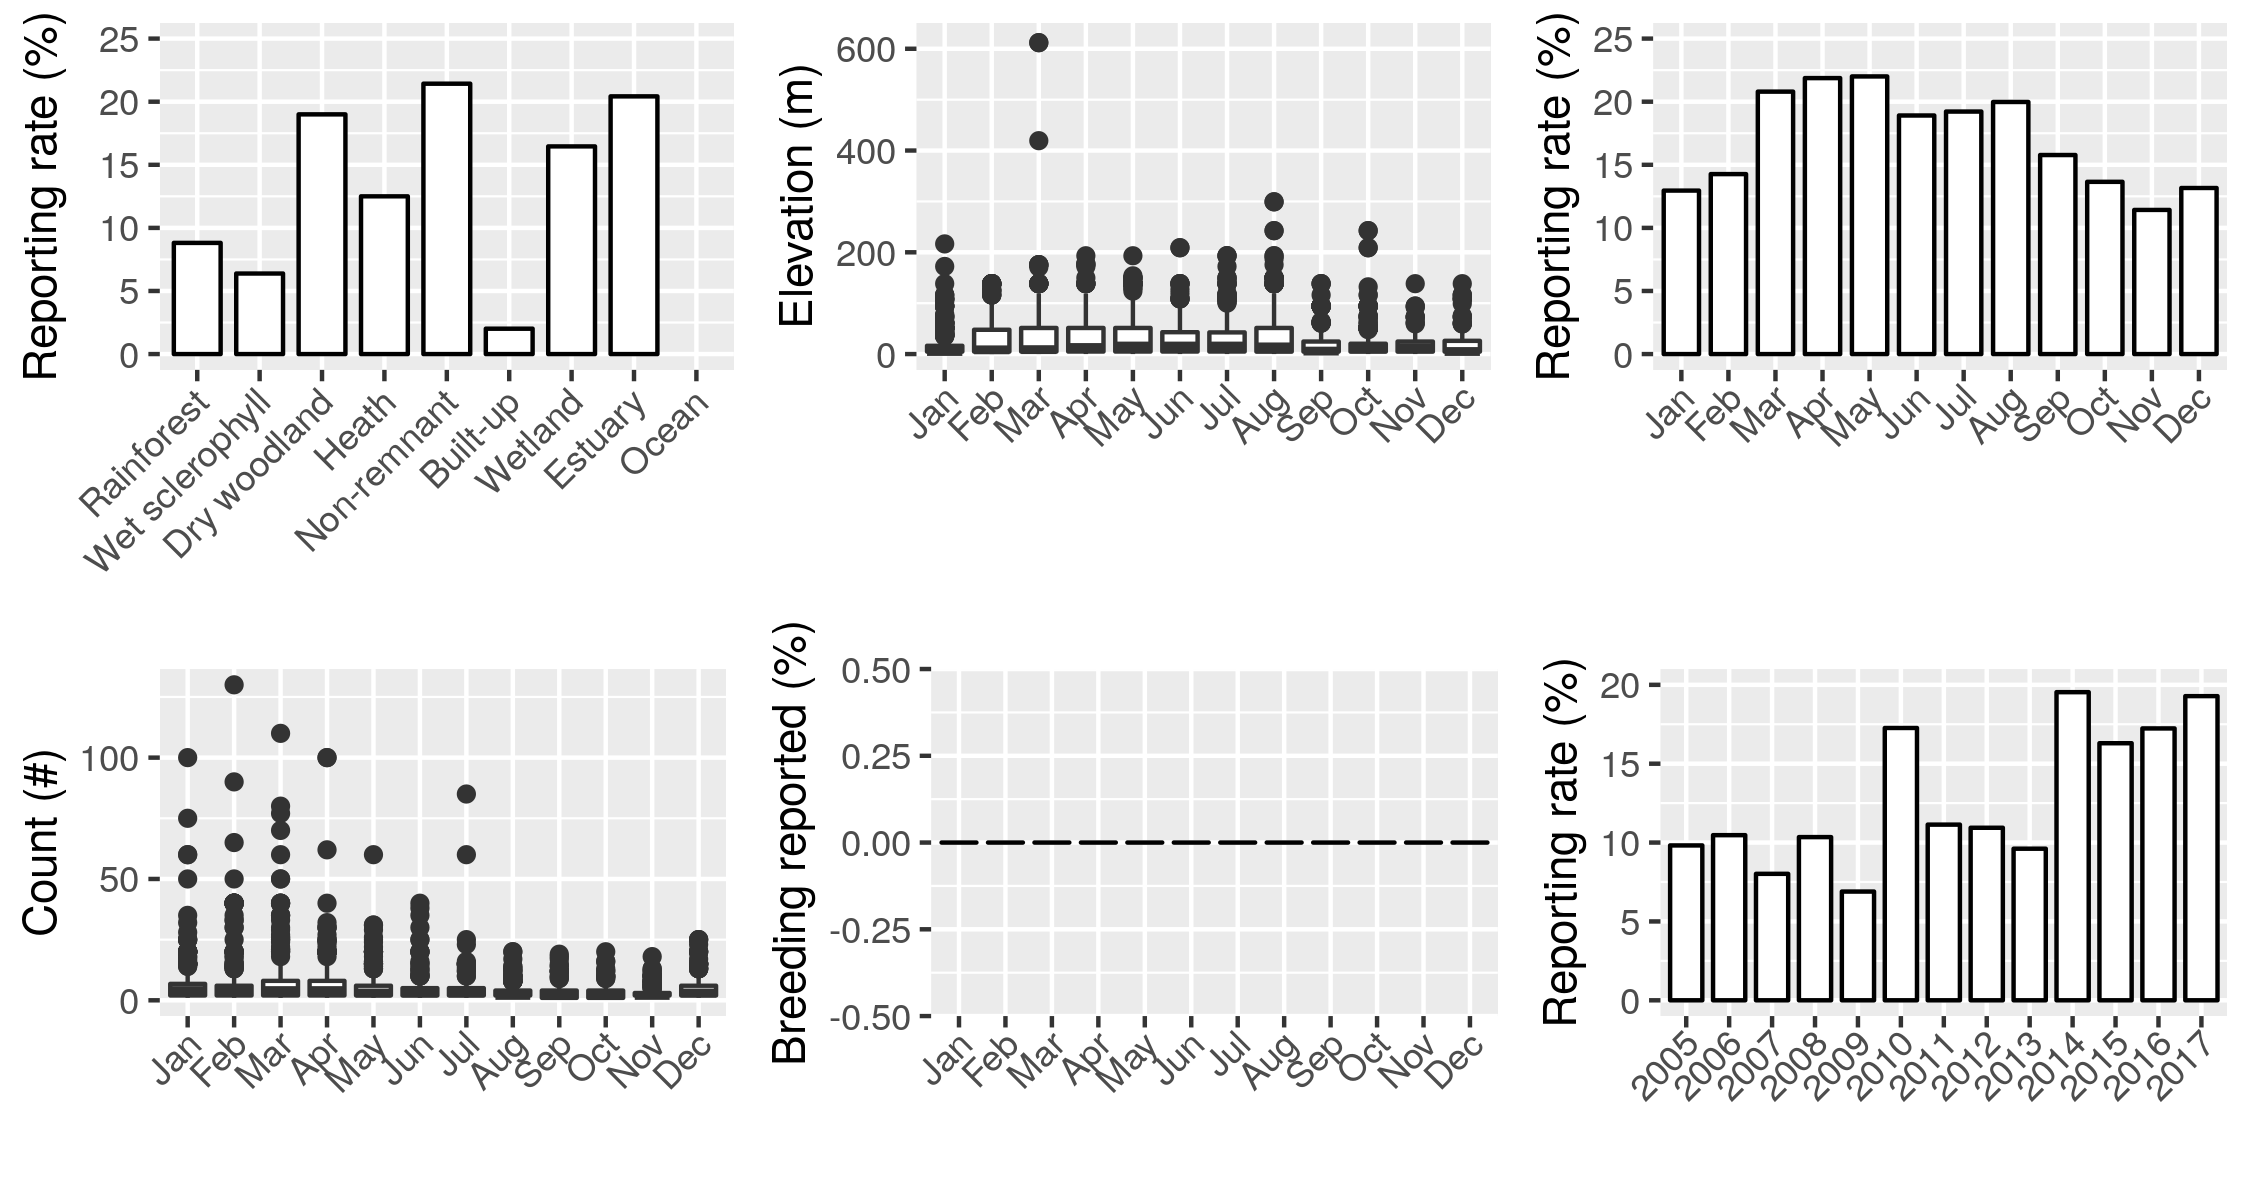 Reporting rate (%)
25
20
15
10
5
0
Rainforest
Wet sclerophyll
Dry woodland
Heath
Non-remnant
Built-up
Wetland
Estuary
Ocean
Elevation (m)
600
400
200
0
Jan
Feb
Mar
Apr
May
Jun
Jul
Aug
Sep
Oct
Nov
Dec
Reporting rate (%)
25
20
15
10
5
0
Jan
Feb
Mar
Apr
May
Jun
Jul
Aug
Sep
Oct
Nov
Dec
Count (#)
100
50
0
Jan
Feb
Mar
Apr
May
Jun
Jul
Aug
Sep
Oct
Nov
Dec
Breeding reported (%)
0.50
0.25
0.00
-0.25
-0.50
Jan
Feb
Mar
Apr
May
Jun
Jul
Aug
Sep
Oct
Nov
Dec
Reporting rate (%)
20
15
10
5
0
2005
2006
2007
2008
2009
2010
2011
2012
2013
2014
2015
2016
2017